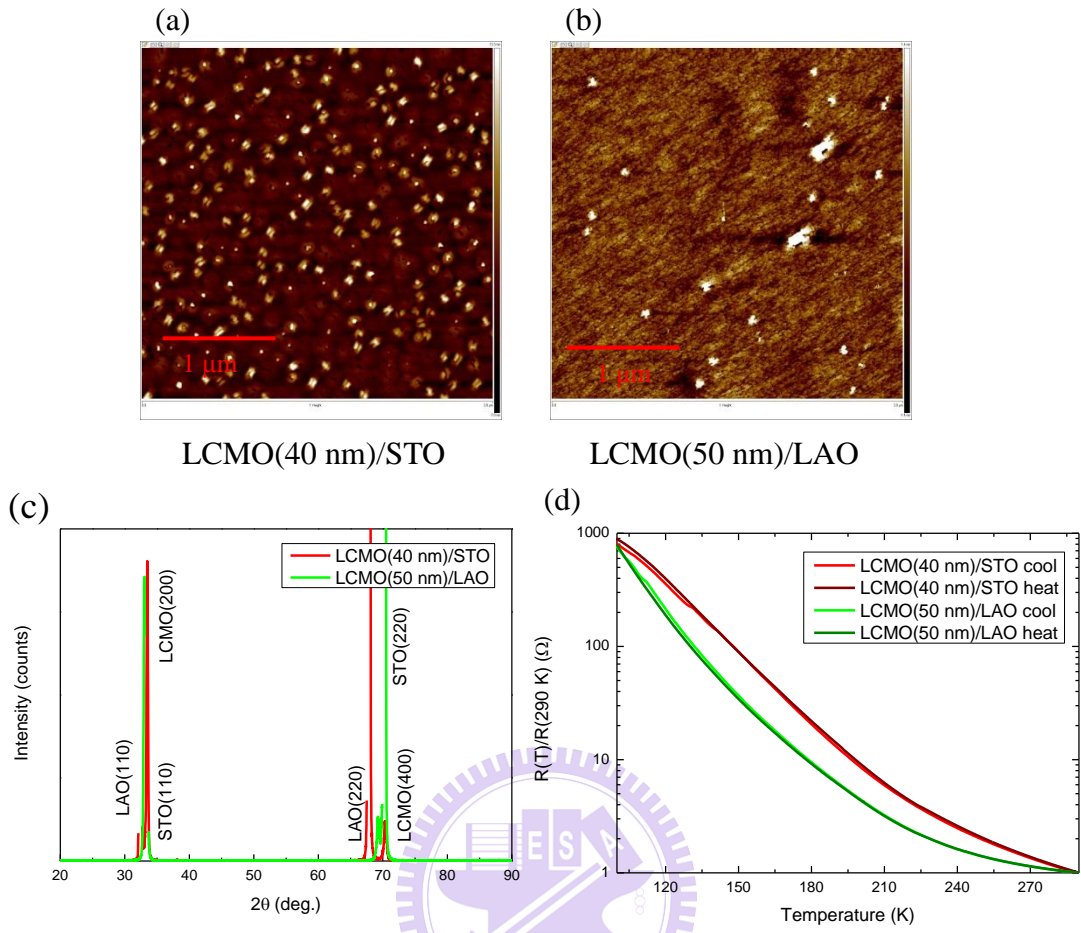 (a)
(b)
1 μm
1 μm
LCMO(40 nm)/STO
LCMO(50 nm)/LAO
(c)
(d)
Intensity (counts)
LCMO(40 nm)/STO
LCMO(50 nm)/LAO
LAO(110)
STO(110)
LCMO(200)
LAO(220)
STO(220)
LCMO(400)
20 30 40 50 60 70 80 90
2θ (deg.)
R(T)/R(290 K) (Ω)
1000
100
10
1
LCMO(40 nm)/STO cool
LCMO(40 nm)/STO heat
LCMO(50 nm)/LAO cool
LCMO(50 nm)/LAO heat
120 150 180 210 240 270
Temperature (K)
E S A